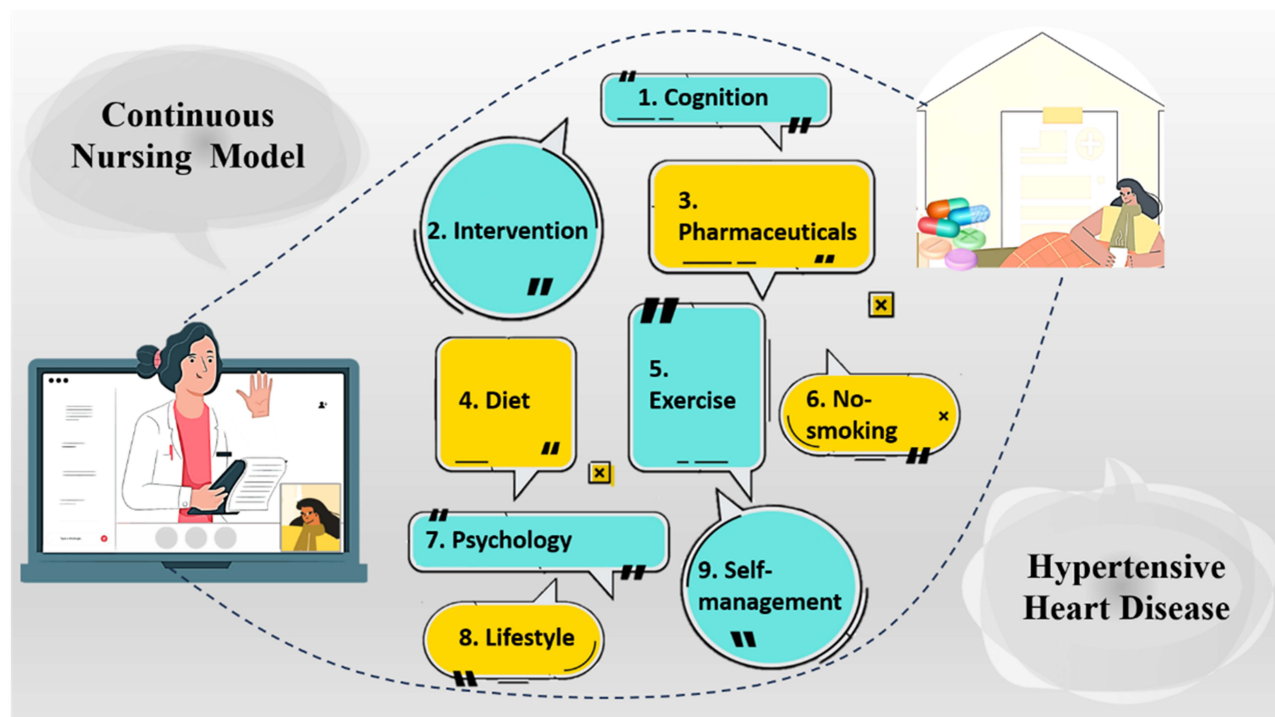 Continuous
Nursing Model
1. Cognition
2. Intervention
3.
Pharmaceuticals
4. Diet
5.
Exercise
6. No-
smoking
7. Psychology
8. Lifestyle
9. Self-
management
Hypertensive
Heart Disease